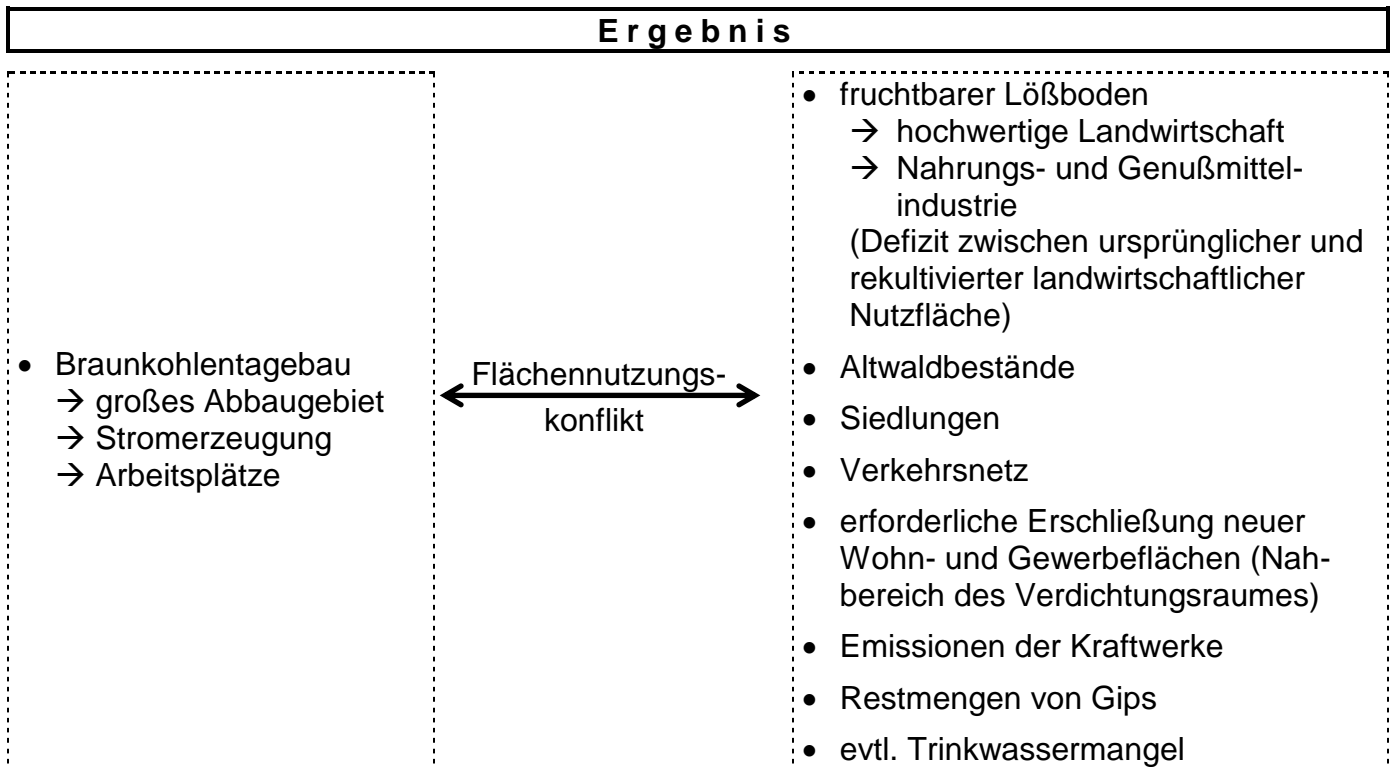 Ergebnis
• Braunkohlentagebau
→ großes Abbaugebiet
→ Stromerzeugung
→ Arbeitsplätze
Flächennutzungs-
konflikt
• fruchtbarer Lößboden
→ hochwertige Landwirtschaft
→ Nahrungs- und Genußmittel-
industrie
(Defizit zwischen ursprünglicher und
rekultivierter landwirtschaftlicher
Nutzfläche)
• Altwaldbestände
• Siedlungen
• Verkehrsnetz
• erforderliche Erschließung neuer
Wohn- und Gewerbeflächen (Nah-
bereich des Verdichtungsraumes)
• Emissionen der Kraftwerke
• Restmengen von Gips
• evtl. Trinkwassermangel